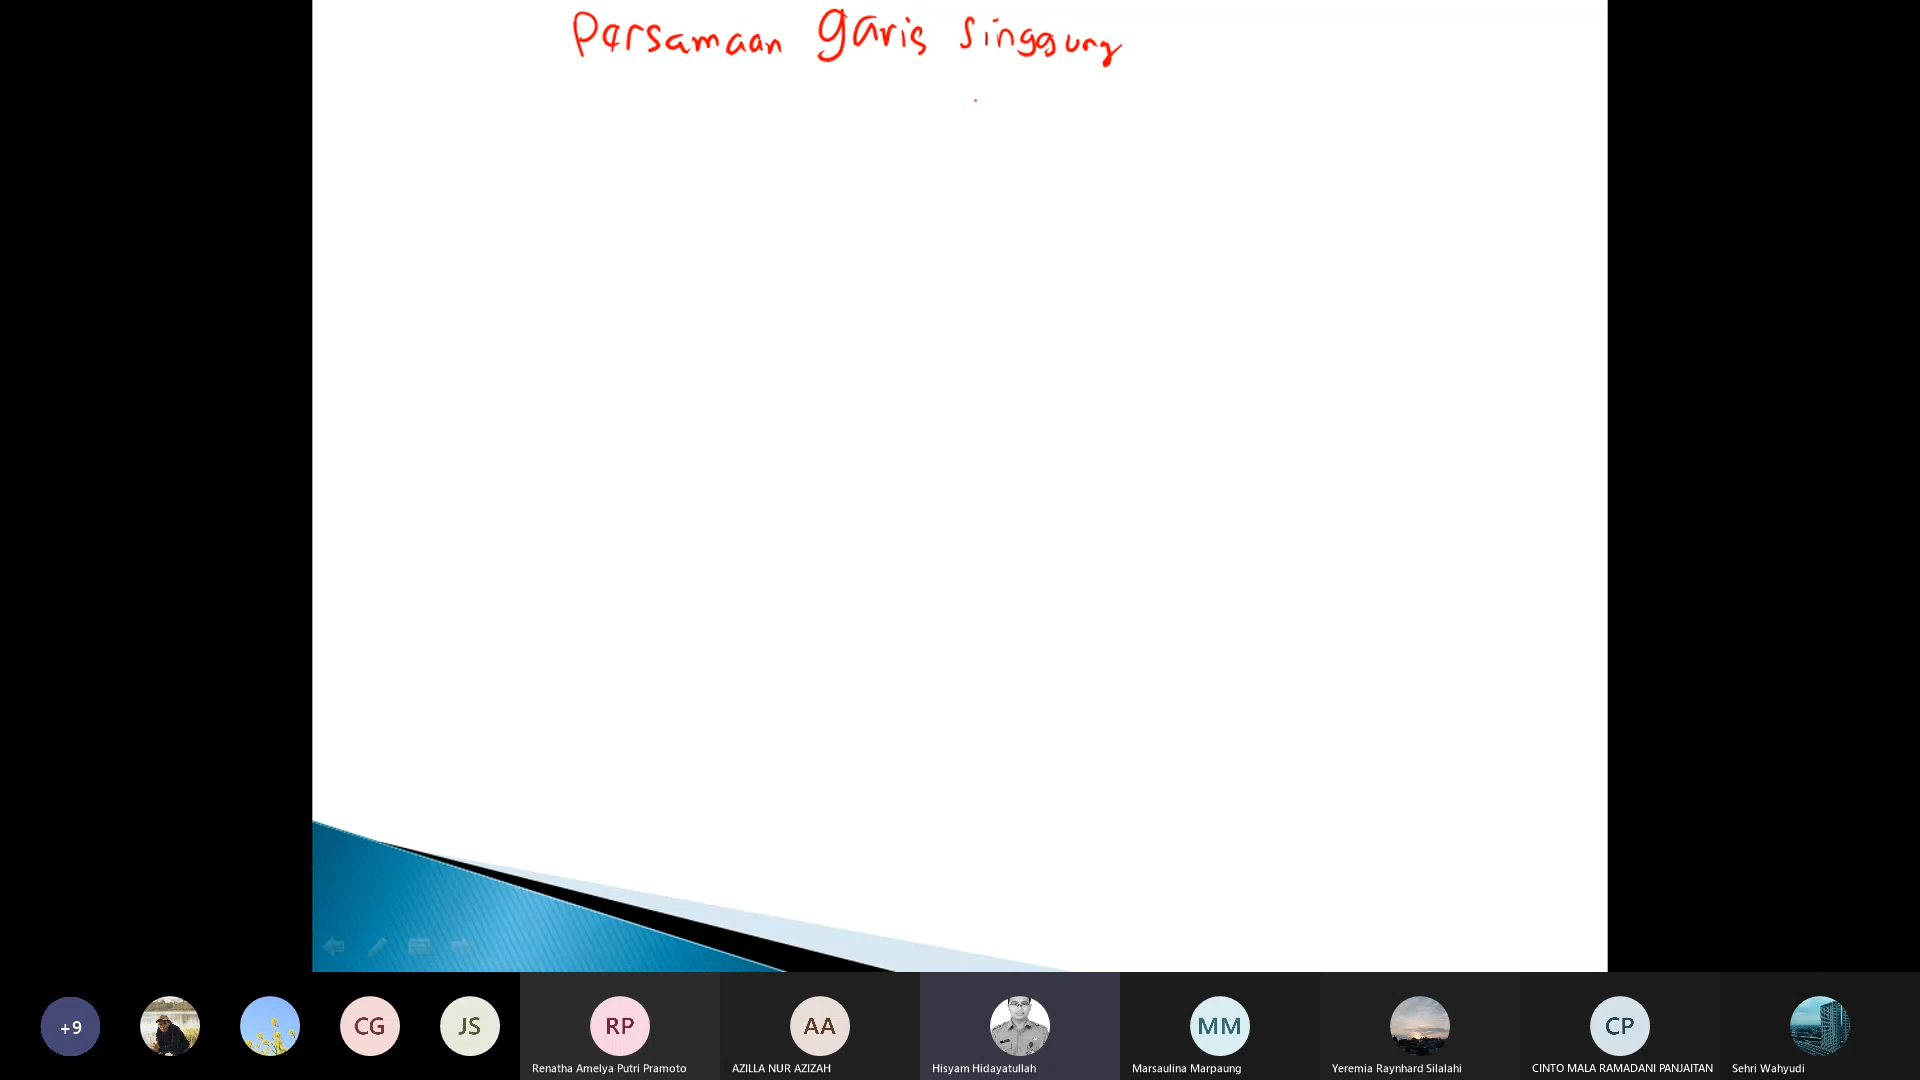 Persamaan garis singgung
+9
CG
JS
RP
AA
MM
CP
Renatha Amelya Putri Pramoto
AZILLA NUR AZIZAH
Hisyam Hidayatullah
Marsaulina Marpaung
Yeremia Raynhard Silalahi
CINTO MALA RAMADANI PANJAITAN
Sehri Wahyudi